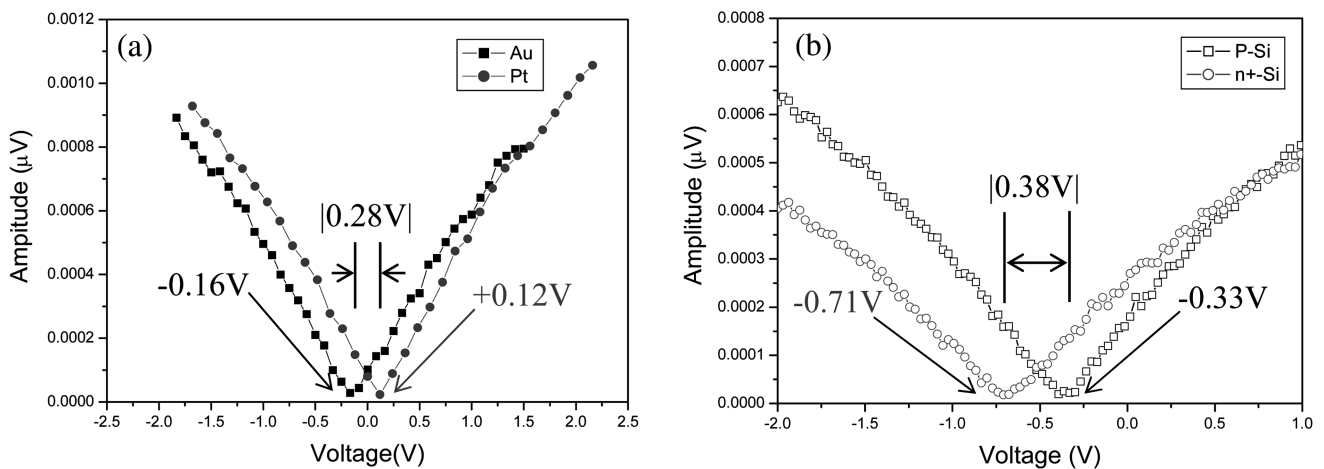 (a)
Au
Pt
|0.28V|
-0.16V
+0.12V
0.0012
0.0010
0.0008
0.0006
0.0004
0.0002
0.0000
-2.0 -1.5 -1.0 -0.5 0.0 0.5 1.0 1.5 2.0 2.5
Ampitude (μV)
Voltage(V)
(b)
P-Si
n+-Si
|0.38V|
-0.71V
-0.33V
0.0008
0.0007
0.0006
0.0005
0.0004
0.0003
0.0002
0.0001
0.0000
-2.0 -1.5 -1.0 -0.5 0.0 0.5 1.0
Amplitude (μV)
Voltage (V)